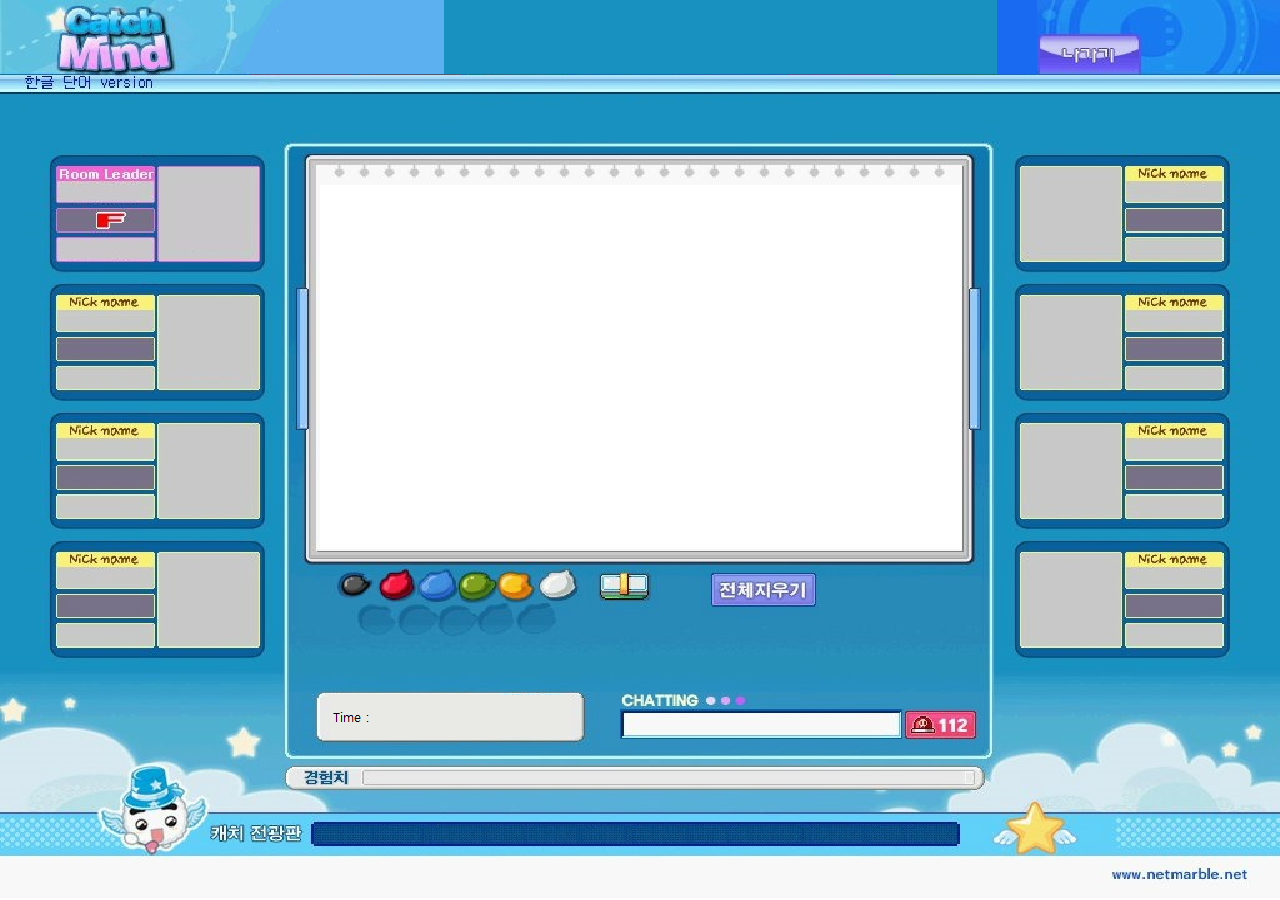 Catch
Mind
나가기
한글 단어 version
Room Leader
NiCk name
NiCk name
NiCk name
NiCk name
NiCk name
NiCk name
NiCk name
전체지우기
Time :
CHATTING
112
경험치
캐치 전광판
www.netmarble.net